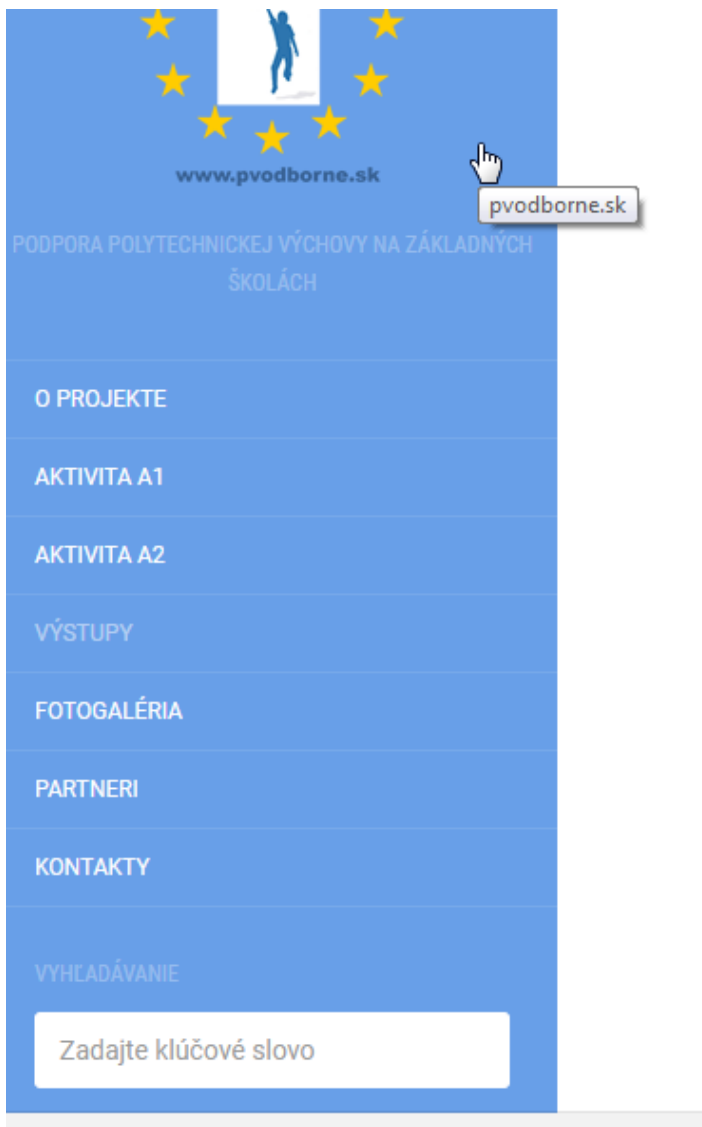 www.pvodborne.sk
pvodborne.sk
PODPORA POLYTECHNICKEJ VÝCHOVY NA ZÁKLADNÝCH
ŠKOLÁCH
O PROJEKTE
AKTIVITA A1
AKTIVITA A2
VÝSTUPY
FOTOGALÉRIA
PARTNERI
KONTAKTY
VYHĽADÁVANIE
Zadajte klúčové slovo